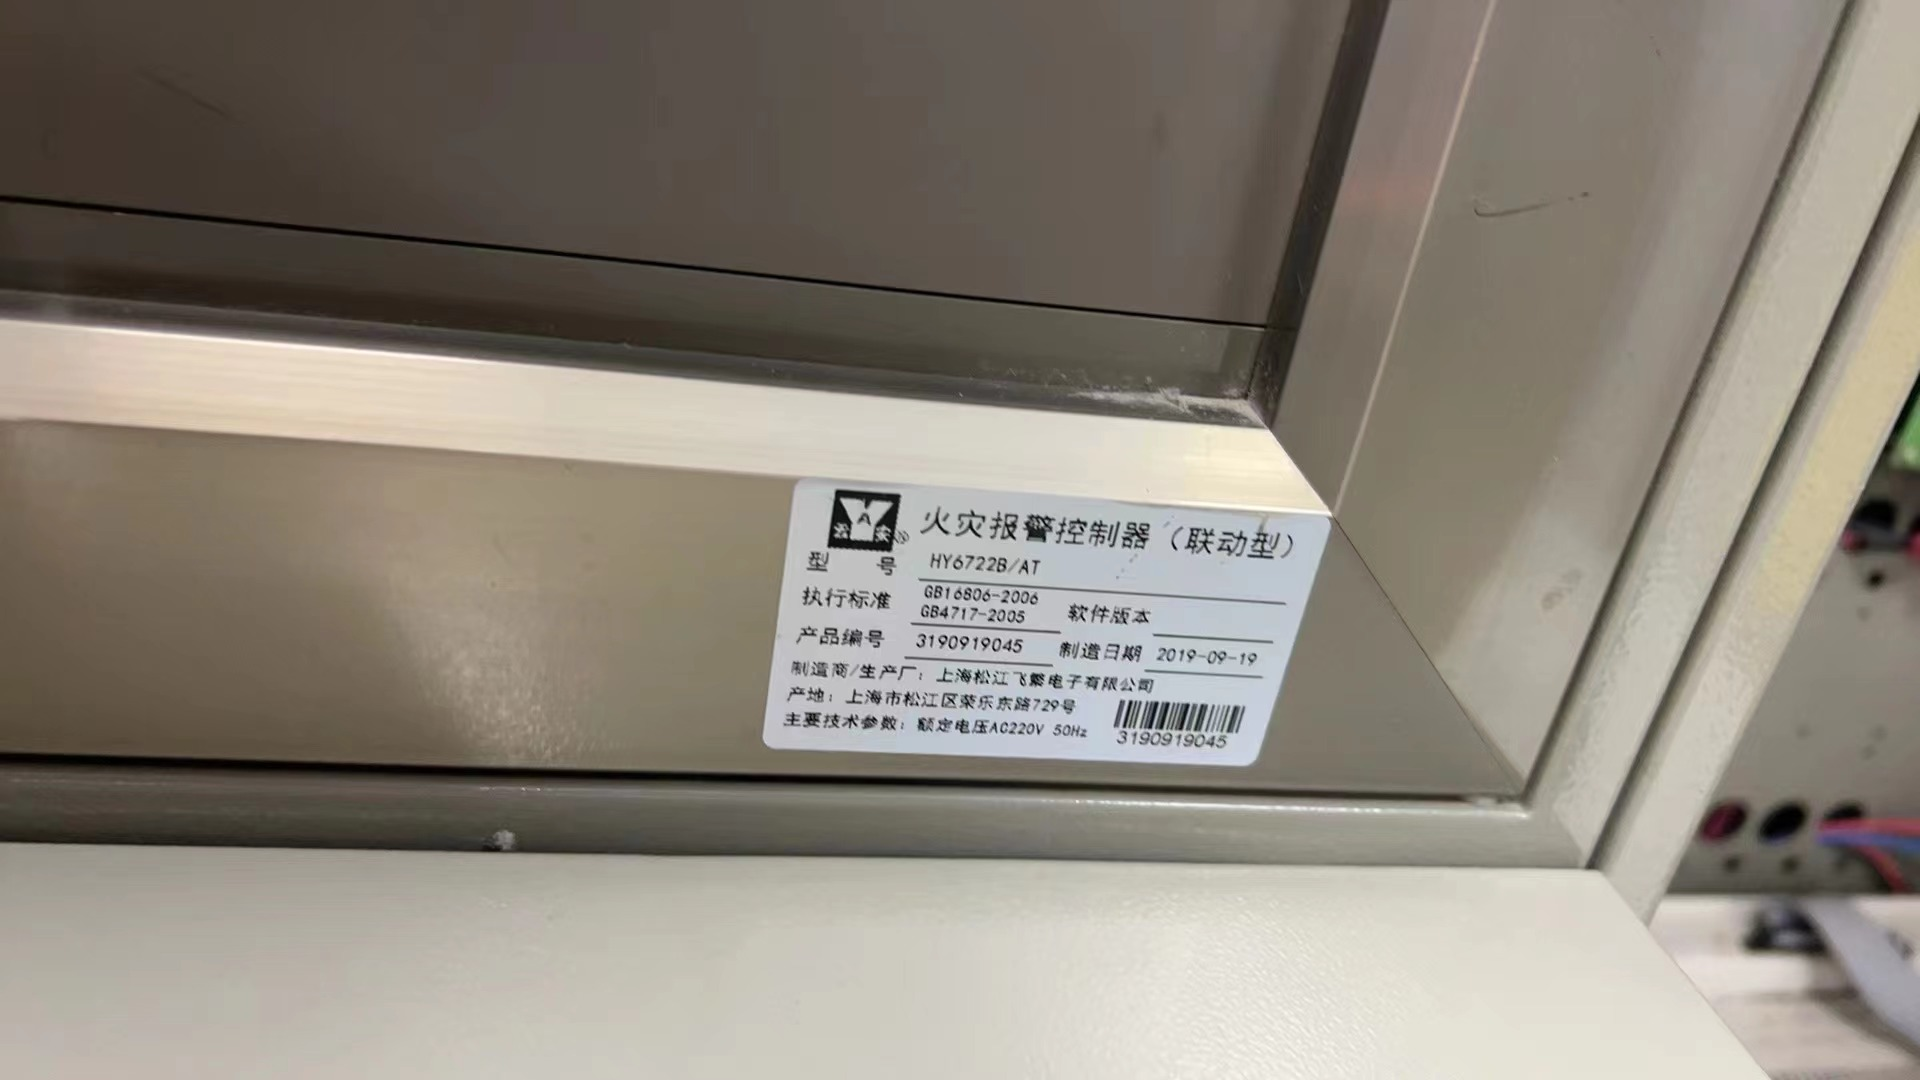 云安®
火灾报警控制器（联动型）
型 号 HY6722B/AT
执行标准 GB16806-2006 GB4717-2005 软件版本
产品编号 3190919045 制造日期 2019-09-19
制造商/生产厂：上海松江飞繁电子有限公司
产地：上海市松江区荣乐东路729号
主要技术参数：额定电压AC220V 50Hz
3190919045